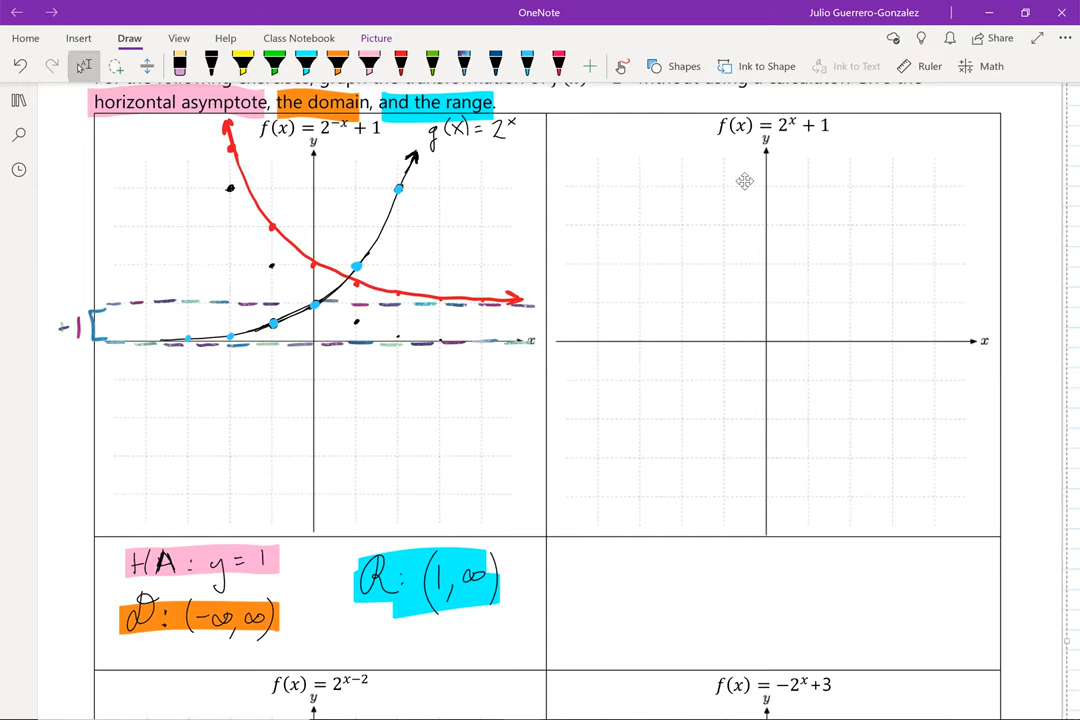 OneNote
Julio Guerrero-Gonzalez
Home Insert Draw View Help Class Notebook Picture
Share
Shapes Ink to Shape Ink to Text Ruler Math
horizontal asymptote, the domain, and the range.
f(x) = 2^{-x} + 1
g(x) = 2^x
y
x
+1
HA: y = 1
D: (-∞, ∞)
R: (1, ∞)
f(x) = 2^x + 1
y
x
f(x) = 2^{x-2}
y
f(x) = -2^x+3
y